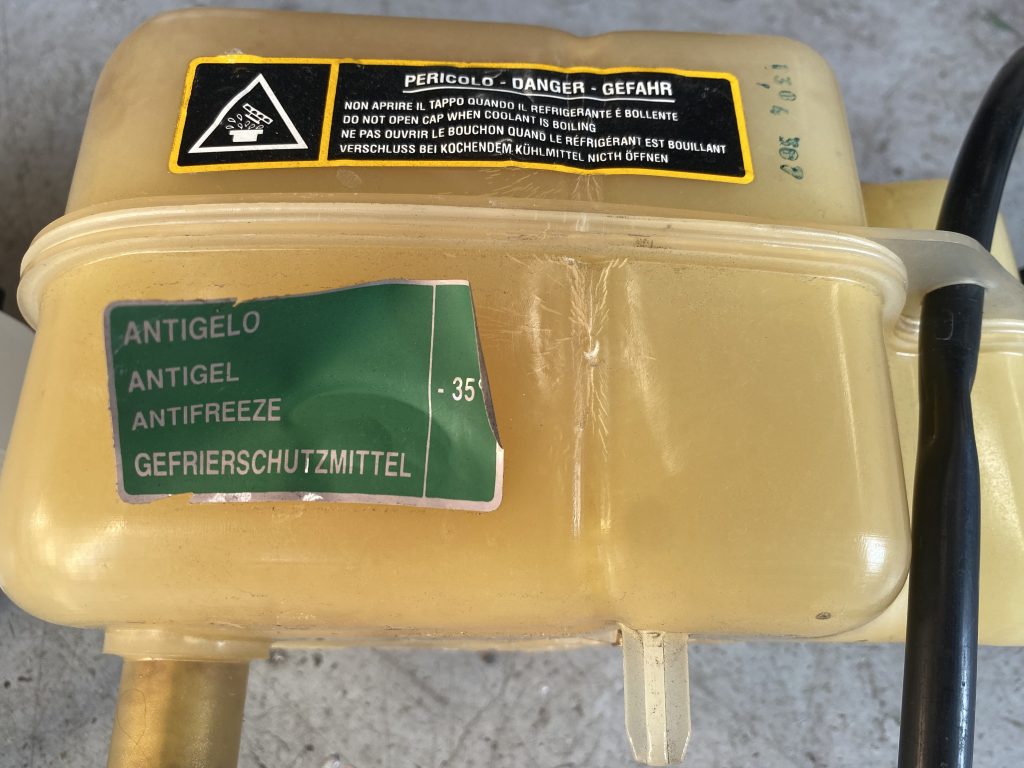 PERICOLO - DANGER - GEFAHR
NON APRIRE IL TAPPO QUANDO IL REFRIGERANTE É BOLLENTE
DO NOT OPEN CAP WHEN COOLANT IS BOILING
NE PAS OUVRIR LE BOUCHON QUAND LE RÉFRIGÉRANT EST BOUILLANT
VERSCHLUSS BEI KOCHENDEM KÜHLMITTEL NICTH ÖFFNEN
ANTIGELO
ANTIGEL
ANTIFREEZE
GEFRIERSCHUTZMITTEL
- 35°